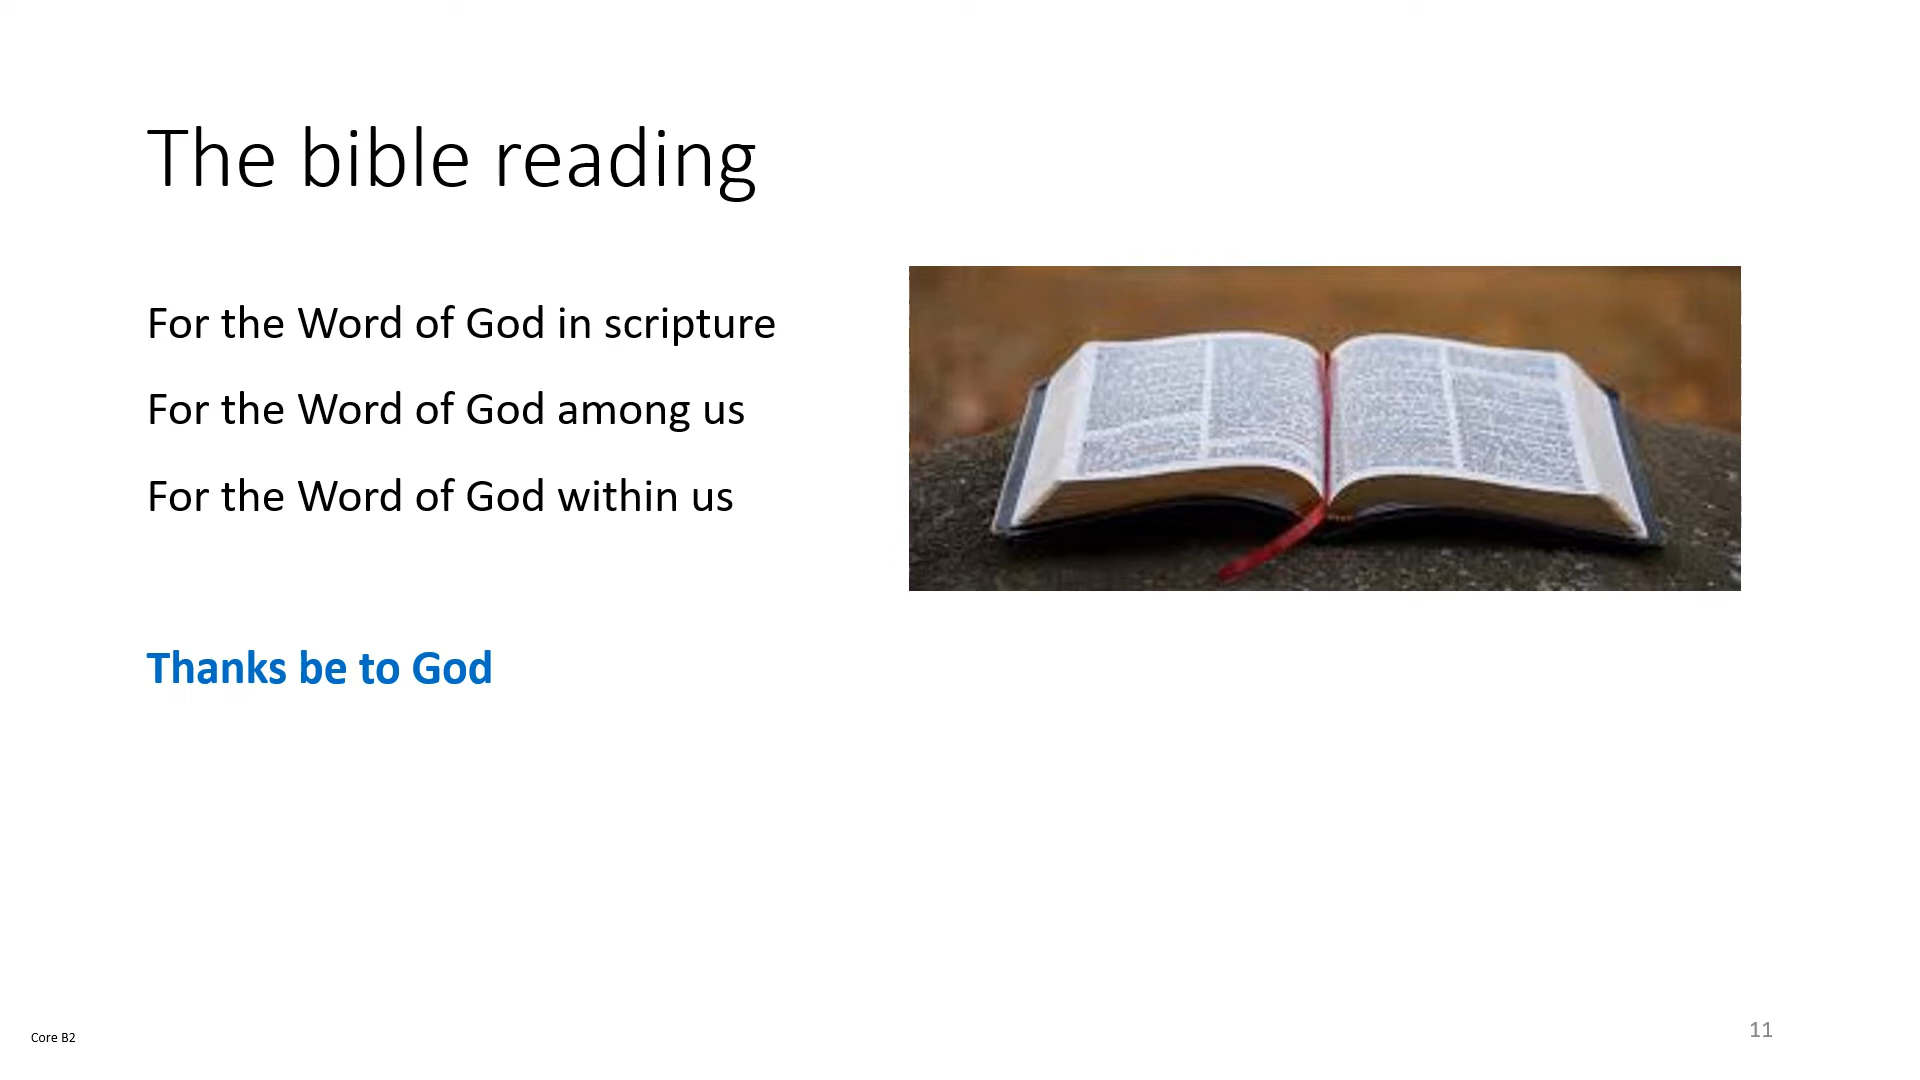 The bible reading
For the Word of God in scripture
For the Word of God among us
For the Word of God within us
Thanks be to God
Core B2
11